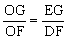 OG/OF = EG/DF